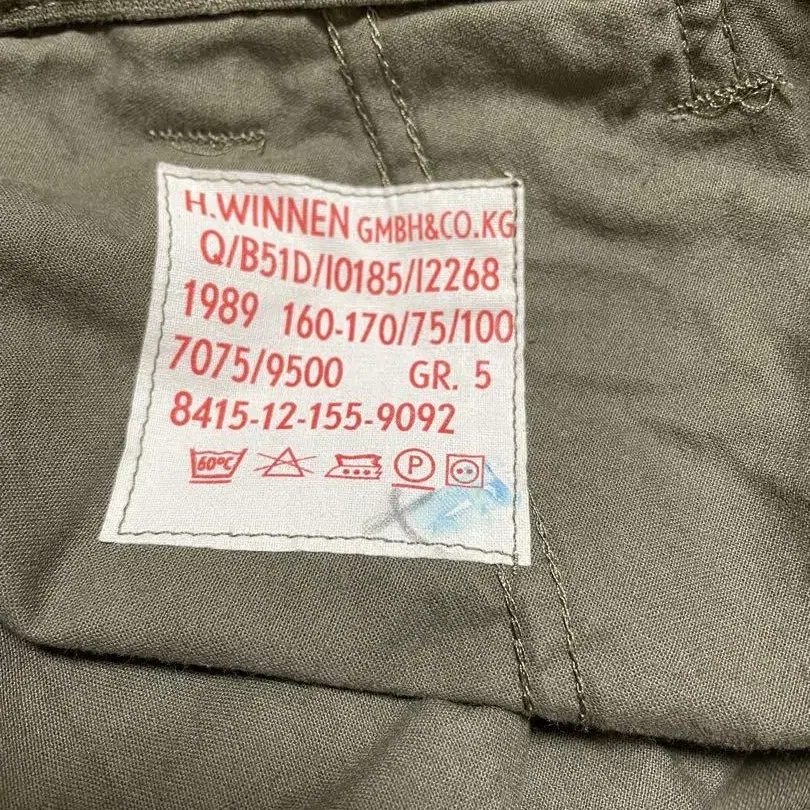 H.WINNEN GMBH&CO.KG
Q/B51D/I0185/I2268
1989 160-170/75/100
7075/9500 GR. 5
8415-12-155-9092
60°C P